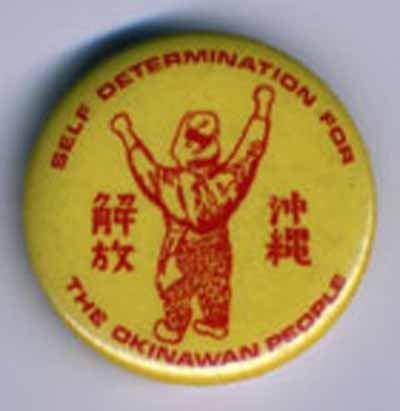 SELF DETERMINATION FOR
沖縄
解放
THE OKINAWAN PEOPLE